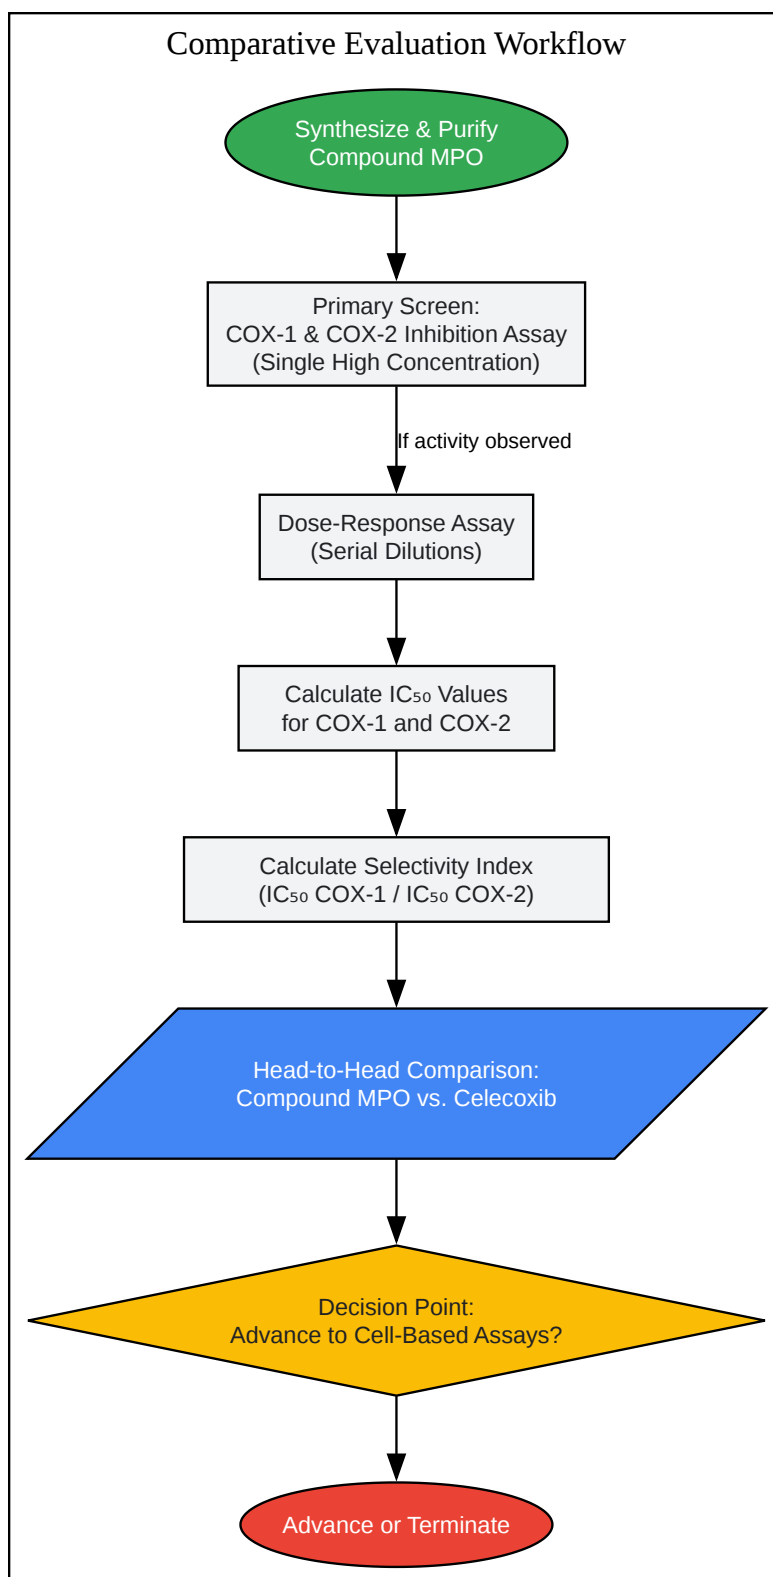 Comparative Evaluation Workflow
Synthesize & Purify
Compound MPO
Primary Screen:
COX-1 & COX-2 Inhibition Assay
(Single High Concentration)
If activity observed
Dose-Response Assay
(Serial Dilutions)
Calculate IC₅₀ Values
for COX-1 and COX-2
Calculate Selectivity Index
(IC₅₀ COX-1 / IC₅₀ COX-2)
Head-to-Head Comparison:
Compound MPO vs. Celecoxib
Decision Point:
Advance to Cell-Based Assays?
Advance or Terminate